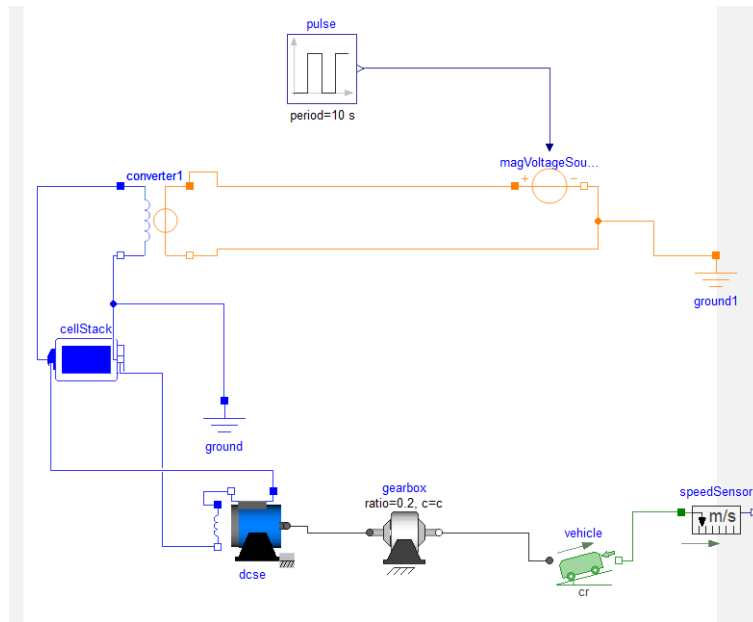 pulse
period=10 s
magVoltageSou...
converter1
+
−
ground1
cellStack
ground
gearbox
ratio=0.2, c=c
speedSensor
m/s
vehicle
dcse
cr